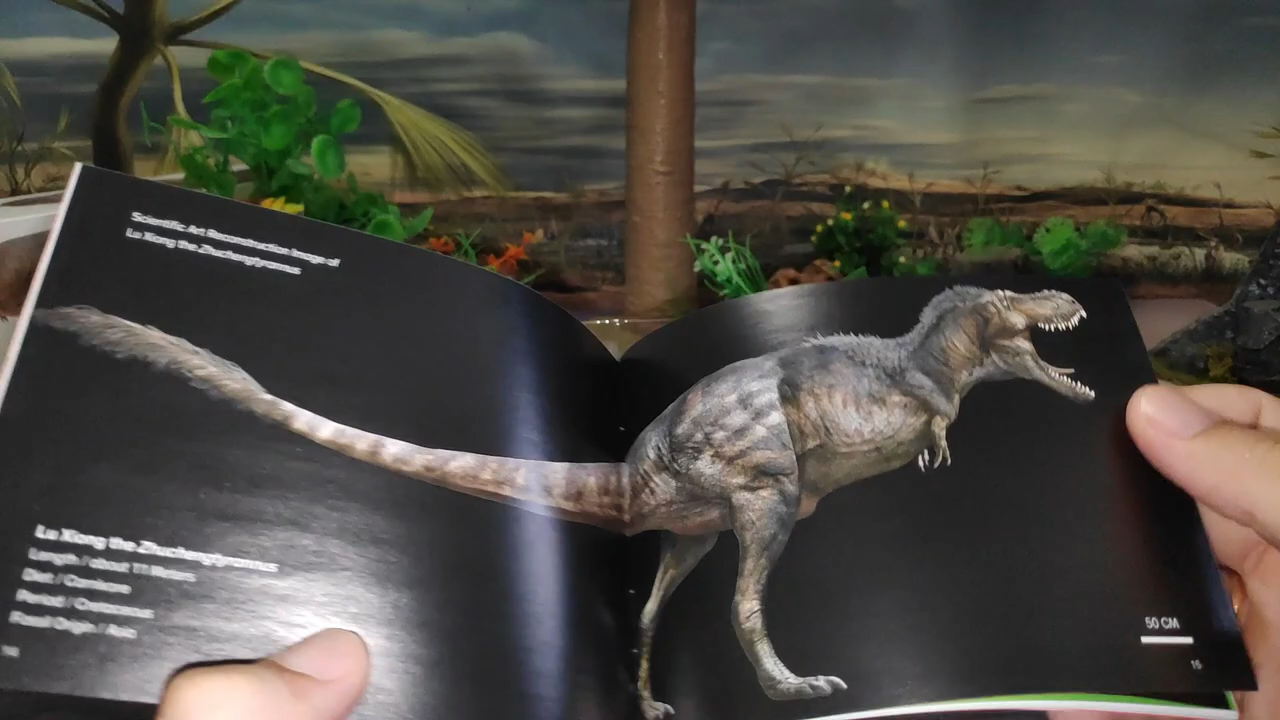 Scientific Art Reconstruction Image of
Lu Xiong the Zhuchengtyrannus
Lu Xiong the Zhuchengtyrannus
Length / about 11 Meters
Diet / Carnivore
Period / Cretaceous
Fossil Origin / Asia
50 CM
15